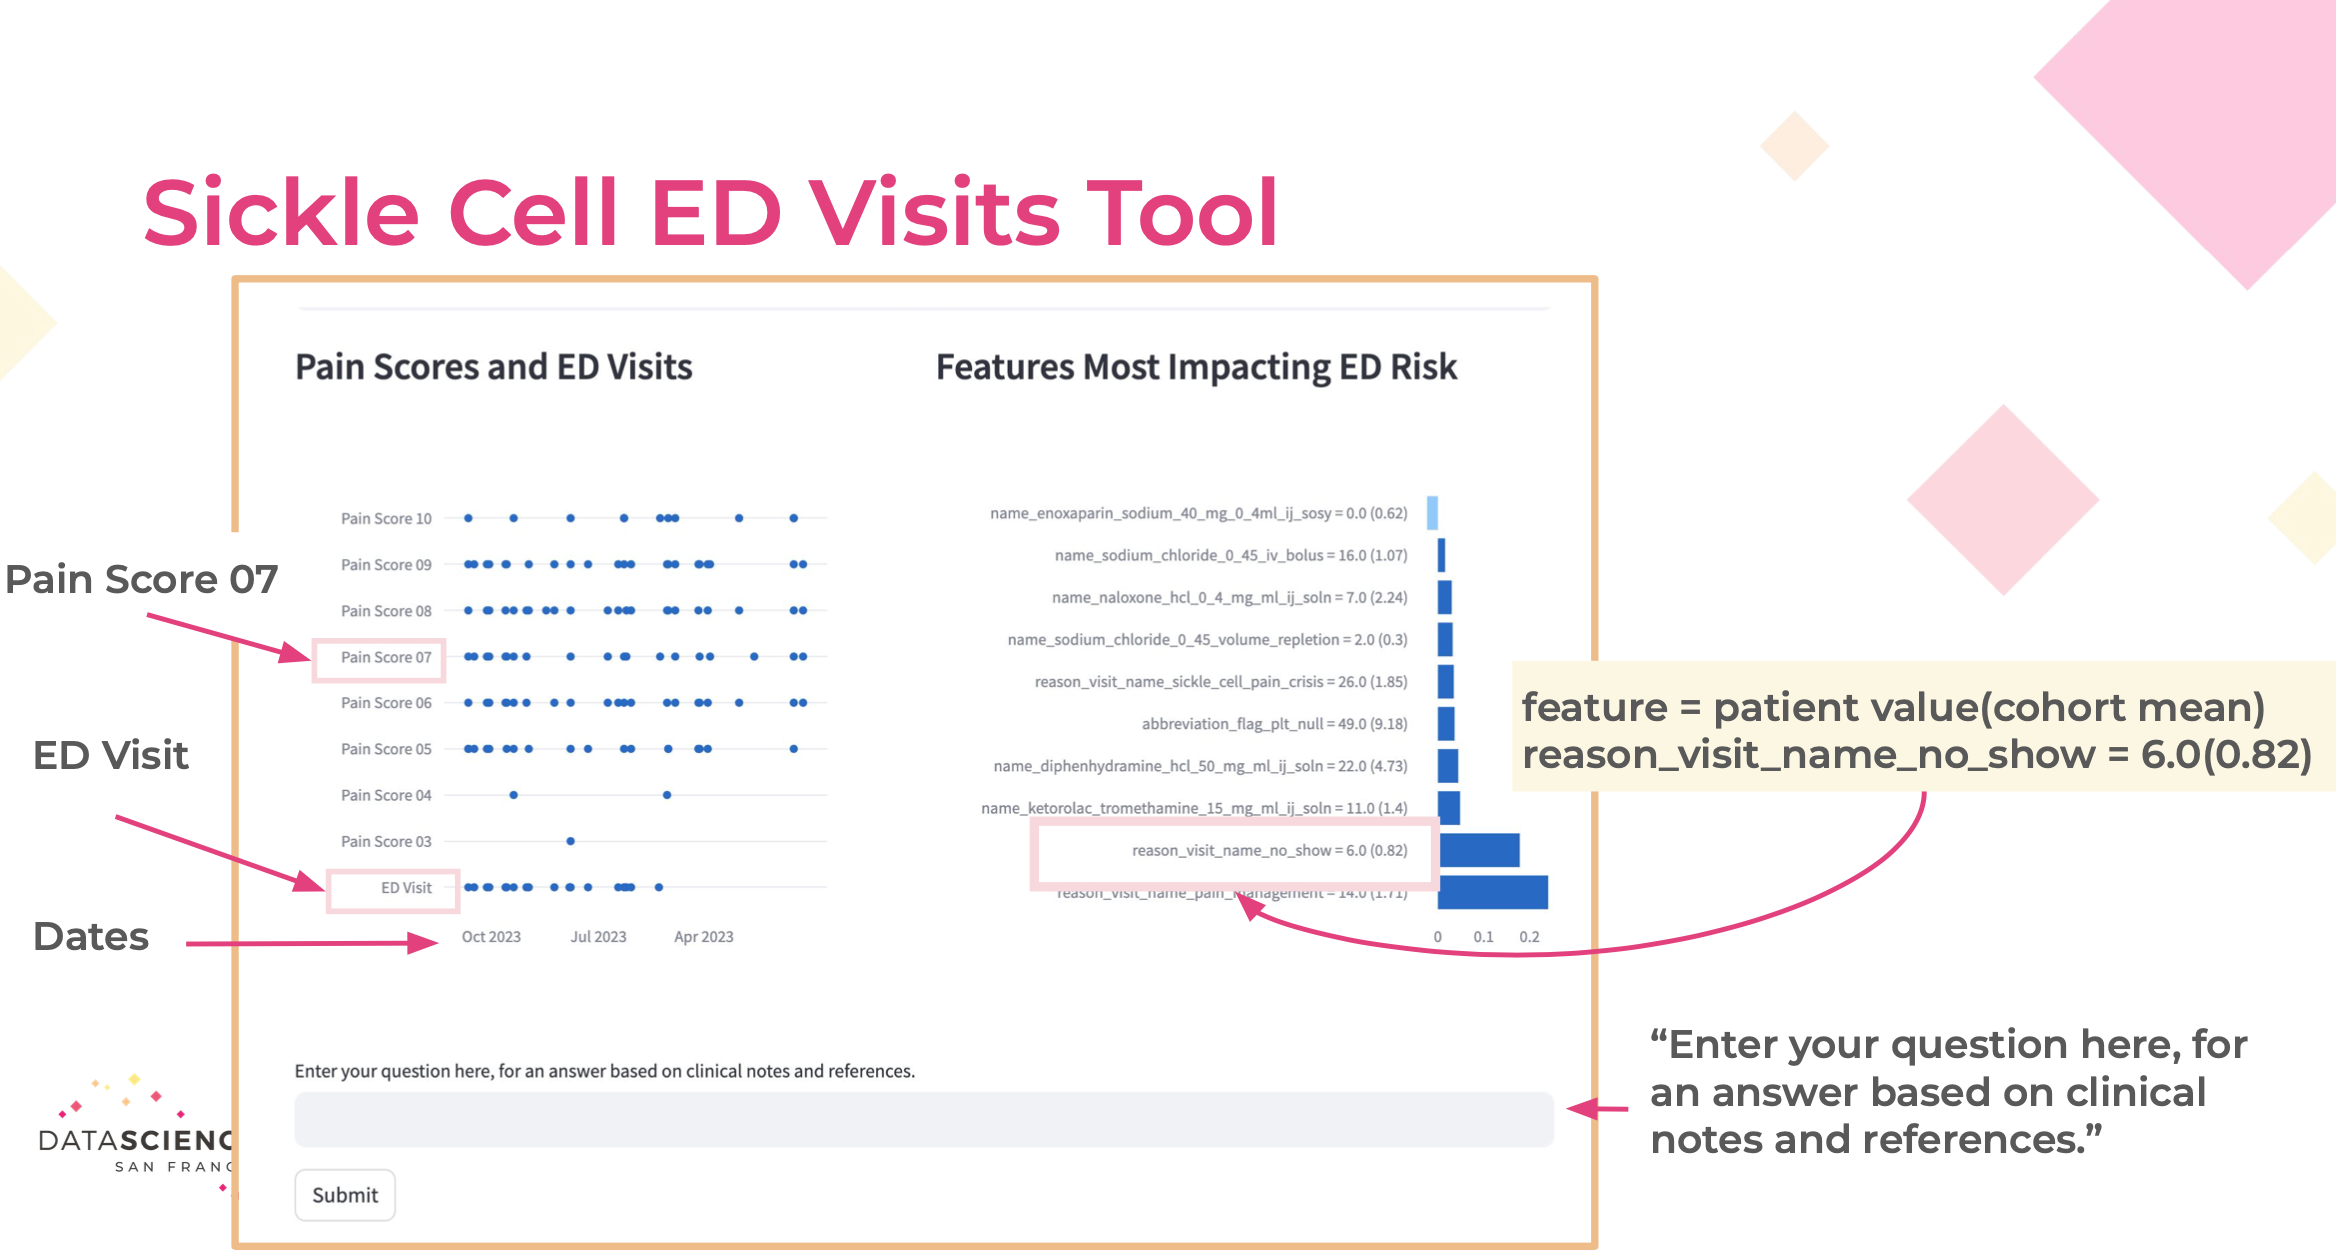 Sickle Cell ED Visits Tool
Pain Scores and ED Visits
Features Most Impacting ED Risk
Pain Score 10
Pain Score 09
Pain Score 08
Pain Score 07
Pain Score 06
Pain Score 05
Pain Score 04
Pain Score 03
ED Visit
Oct 2023 Jul 2023 Apr 2023
name_enoxaparin_sodium_40_mg_0_4ml_ij_sosy = 0.0 (0.62)
name_sodium_chloride_0_45_iv_bolus = 16.0 (1.07)
name_naloxone_hcl_0_4_mg_ml_ij_soln = 7.0 (2.24)
name_sodium_chloride_0_45_volume_repletion = 2.0 (0.3)
reason_visit_name_sickle_cell_pain_crisis = 26.0 (1.85)
abbreviation_flag_plt_null = 49.0 (9.18)
name_diphenhydramine_hcl_50_mg_ml_ij_soln = 22.0 (4.73)
name_ketorolac_tromethamine_15_mg_ml_ij_soln = 11.0 (1.4)
reason_visit_name_no_show = 6.0 (0.82)
reason_visit_name_pain_management = 14.0 (1.71)
0 0.1 0.2
Pain Score 07
ED Visit
Dates
feature = patient value(cohort mean)
reason_visit_name_no_show = 6.0(0.82)
Enter your question here, for an answer based on clinical notes and references.
Submit
“Enter your question here, for
an answer based on clinical
notes and references.”
DATASCIENC
SAN FRANC